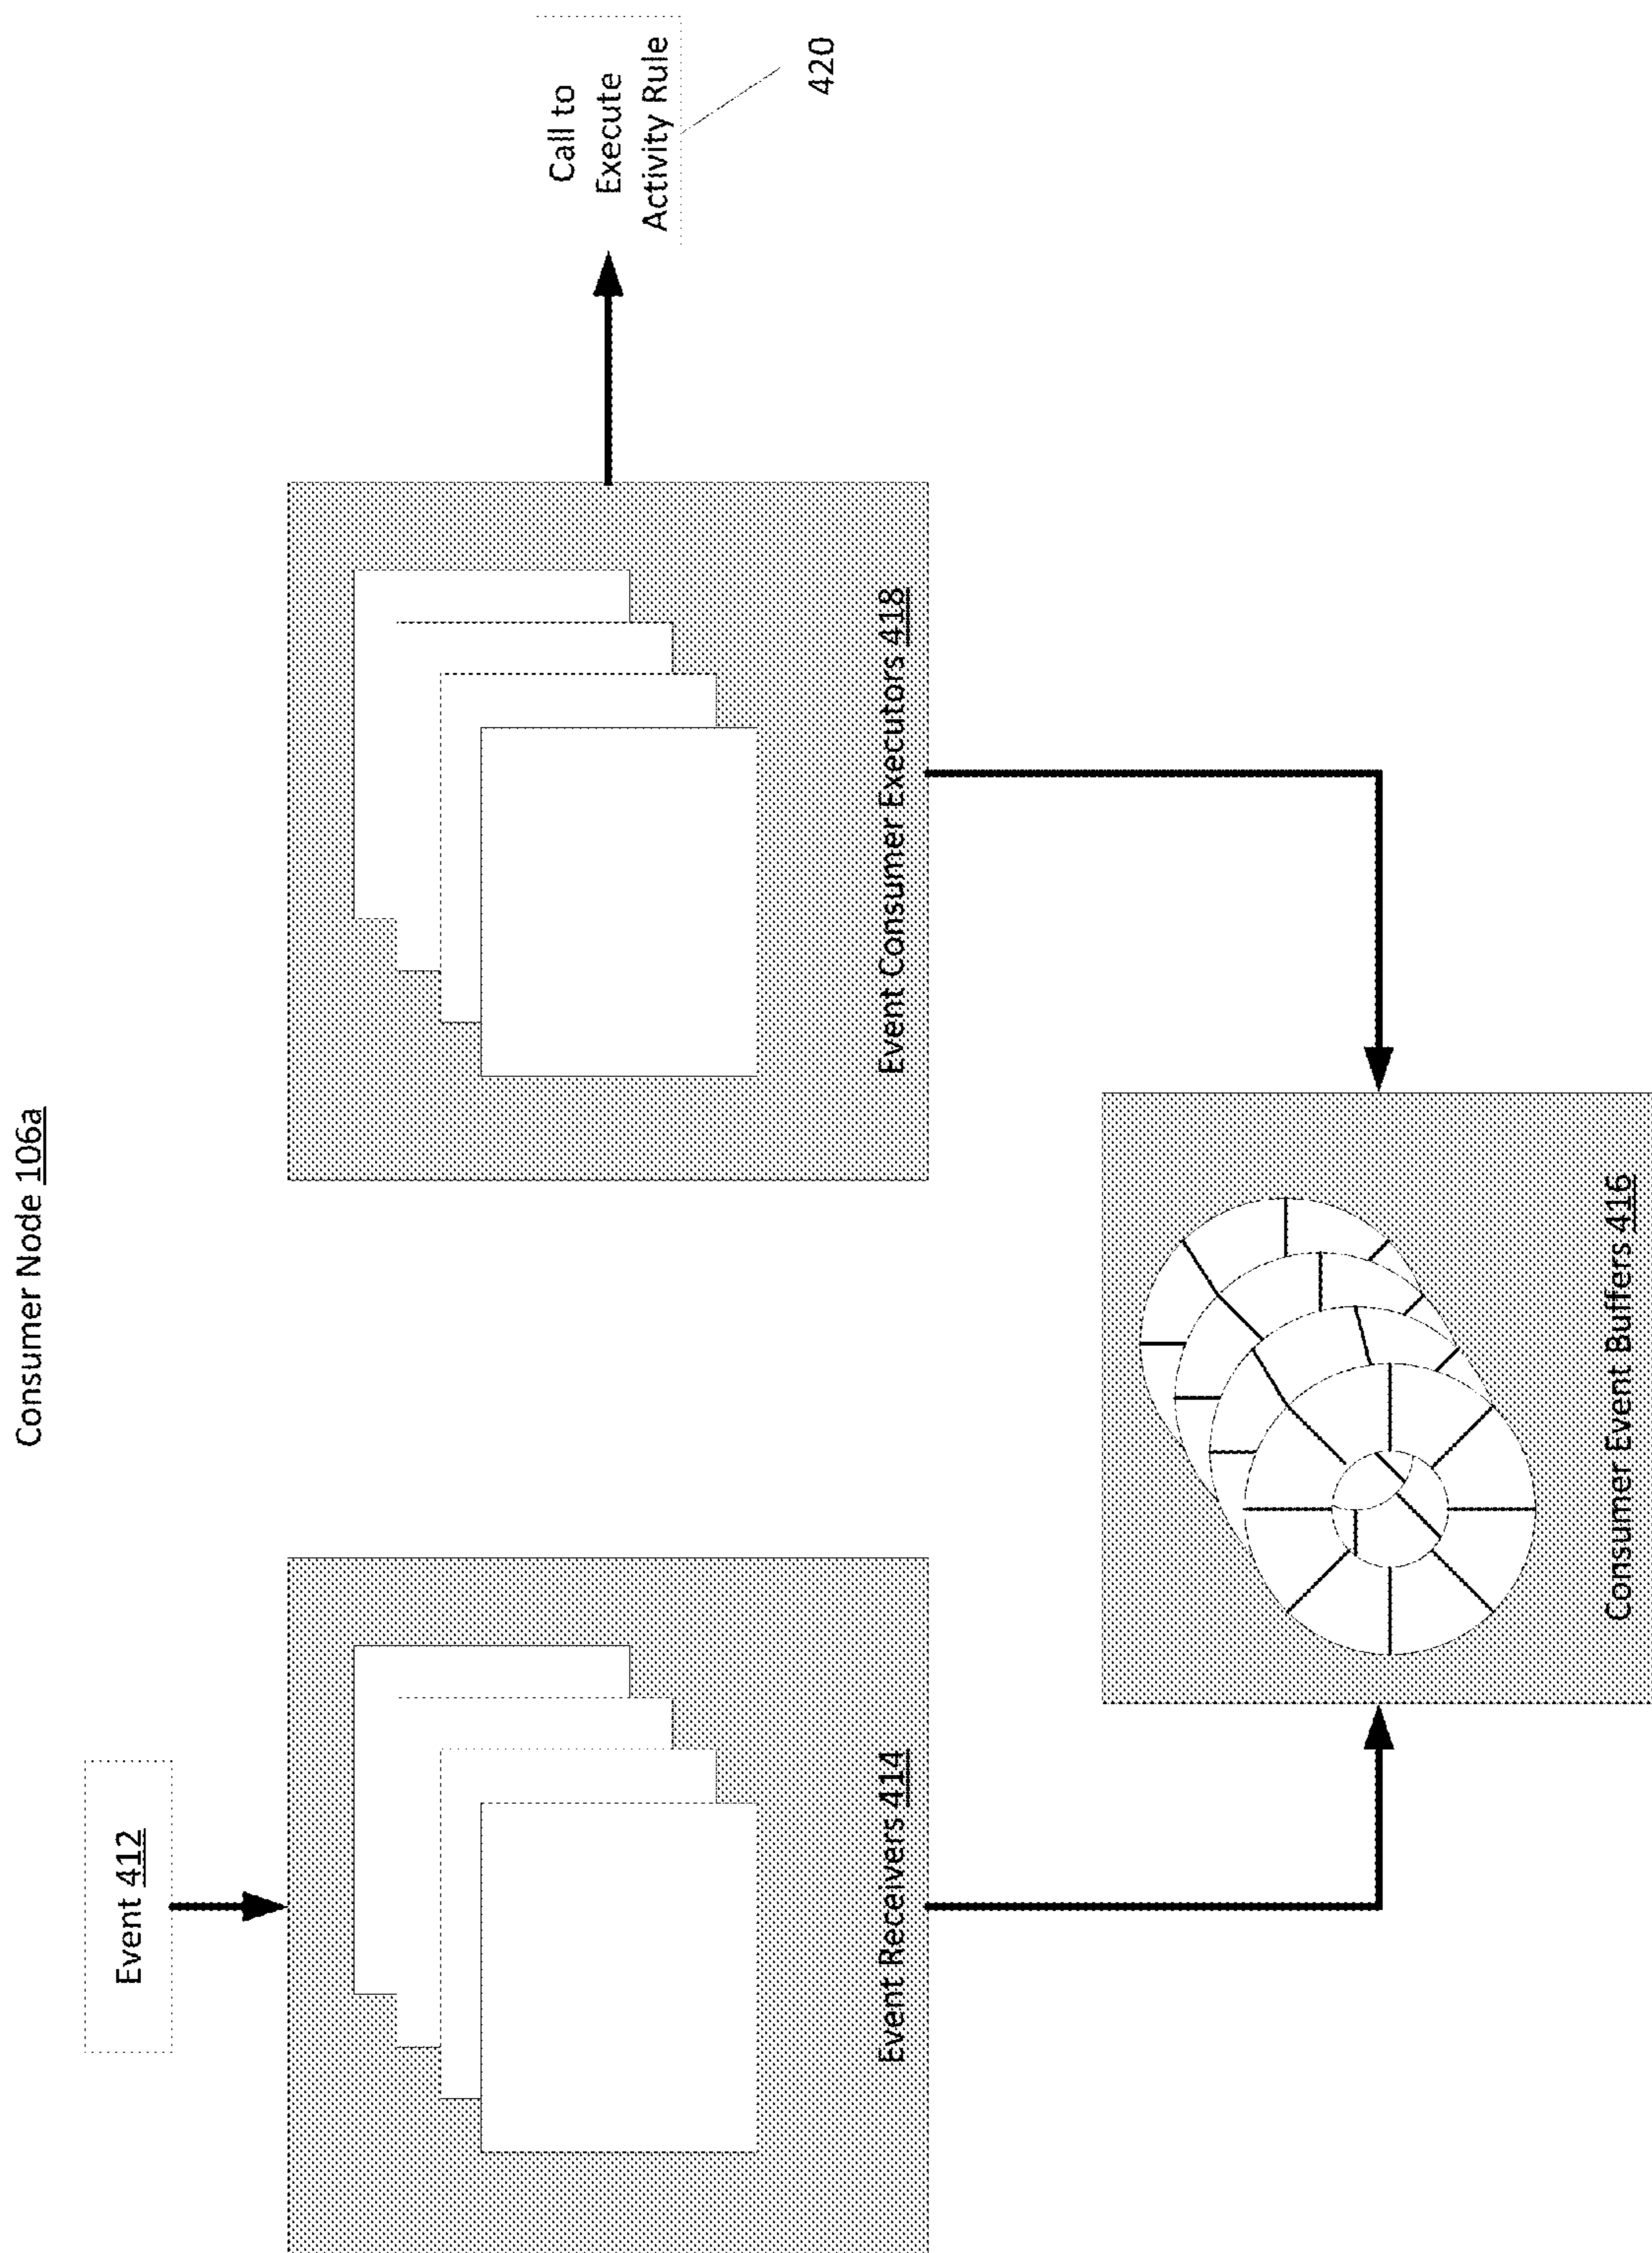 Consumer Node 106a
Event 412
Event Receivers 414
Event Consumer Executors 418
Call to
Execute
Activity Rule
420
Consumer Event Buffers 416